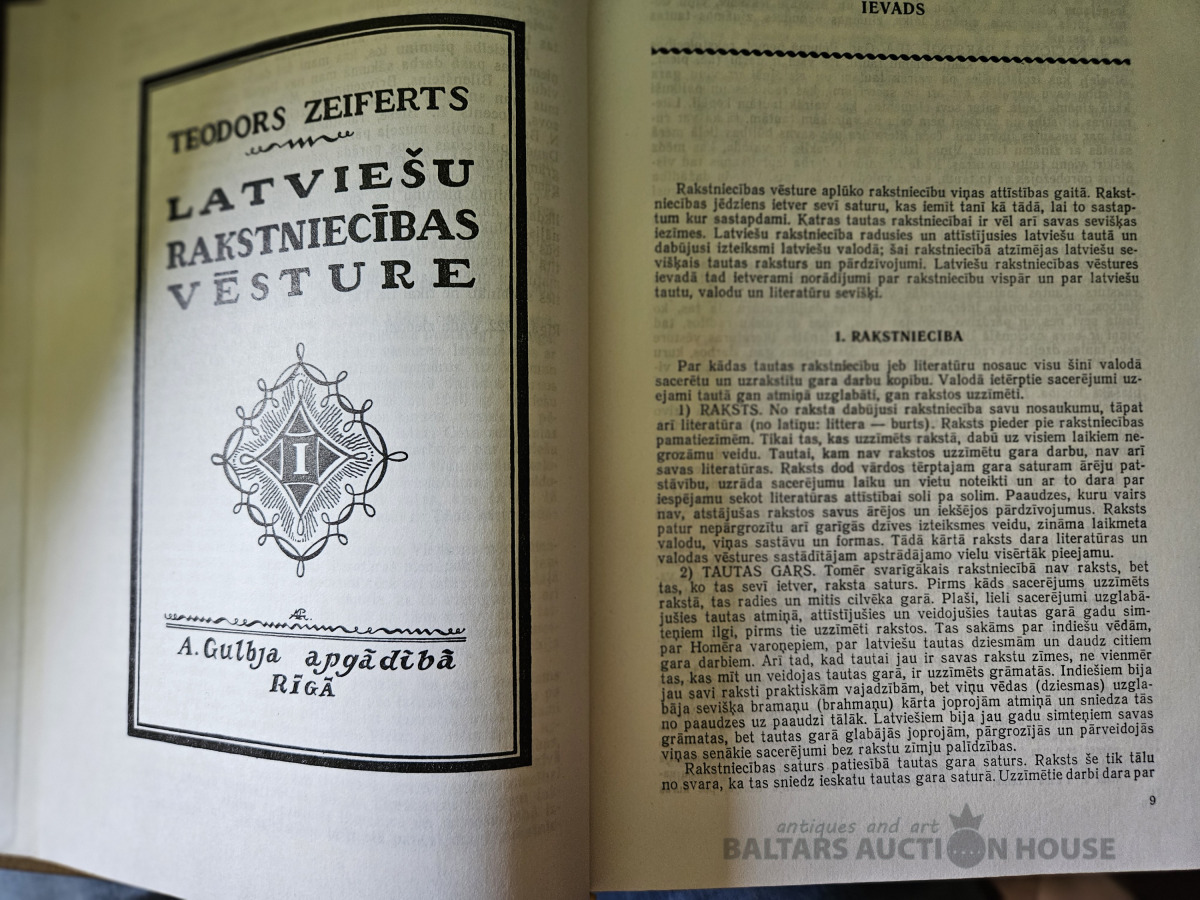 TEODORS ZEIFERTS
LATVIEŠU
RAKSTNIECĪBAS
VĒSTURE
I
A. Gulbja apgādībā
RĪGĀ
IEVADS
Rakstniecības vēsture aplūko rakstniecību viņas attīstības gaitā. Rakst-
niecības jēdziens ietver sevī saturu, kas iemīt tanī kā tādā, lai to sastap-
tum kur sastapdami. Katras tautas rakstniecībai ir vēl arī savas sevišķas
iezīmes. Latviešu rakstniecība radusies un attīstījusies latviešu tautā un
dabūjusi izteiksmi latviešu valodā; šai rakstniecībā atzīmējas latviešu se-
višķais tautas raksturs un pārdzīvojumi. Latviešu rakstniecības vēstures
ievadā tad ietverami norādījumi par rakstniecību vispār un par latviešu
tautu, valodu un literatūru sevišķi.
1. RAKSTNIECĪBA
Par kādas tautas rakstniecību jeb literatūru nosauc visu šinī valodā
sacerētu un uzrakstītu gara darbu kopību. Valodā ietērptie sacerējumi uz-
ejami tautā gan atmiņā uzglabāti, gan rakstos uzzīmēti.
1) RAKSTS. No raksta dabūjusi rakstniecība savu nosaukumu, tāpat
arī literatūra (no latiņu: littera — burts). Raksts pieder pie rakstniecības
pamatiezīmēm. Tikai tas, kas uzzīmēts rakstā, dabū uz visiem laikiem ne-
grozāmu veidu. Tautai, kam nav rakstos uzzīmētu gara darbu, nav arī
savas literatūras. Raksts dod vārdos tērptajam gara saturam ārēju pat-
stāvību, uzrāda sacerējumu laiku un vietu noteikti un ar to dara par
iespējamu sekot literatūras attīstībai soli pa solim. Paaudzes, kuru vairs
nav, atstājušas rakstos savus ārējos un iekšējos pārdzīvojumus. Raksts
patur nepārgrozītu arī garīgās dzīves izteiksmes veidu, zināma laikmeta
valodu, viņas sastāvu un formas. Tādā kārtā raksts dara literatūras un
valodas vēstures sastādītājam apstrādājamo vielu visērtāk pieejamu.
2) TAUTAS GARS. Tomēr svarīgākais rakstniecībā nav raksts, bet
tas, ko tas sevī ietver, raksta saturs. Pirms kāds sacerējums uzzīmēts
rakstā, tas radies un mitis cilvēka garā. Plaši, lieli sacerējumi uzglabā-
jušies tautas atmiņā, attīstījušies un veidojušies tautas garā gadu sim-
teņiem ilgi, pirms tie uzzīmēti rakstos. Tas sakāms par indiešu vēdām,
par Homēra varoņepiem, par latviešu tautas dziesmām un daudz citiem
gara darbiem. Arī tad, kad tautai jau ir savas rakstu zīmes, ne vienmēr
tas, kas mīt un veidojas tautas garā, ir uzzīmēts grāmatās. Indiešiem bija
jau savi raksti praktiskām vajadzībām, bet viņu vēdas (dziesmas) uzgla-
bāja sevišķa bramaņu (brahmaņu) kārta joprojām atmiņā un sniedza tās
no paaudzes uz paaudzi tālāk. Latviešiem bija jau gadu simteņiem savas
grāmatas, bet tautas garā glabājās joprojām, pārgrozījās un pārveidojās
viņas senākie sacerējumi bez rakstu zīmju palīdzības.
Rakstniecības saturs patiesībā tautas gara saturs. Raksts še tik tālu
no svara, ka tas sniedz ieskatu tautas gara saturā. Uzzīmētie darbi dara par
9
antiques and art
BALTARS AUCTION HOUSE